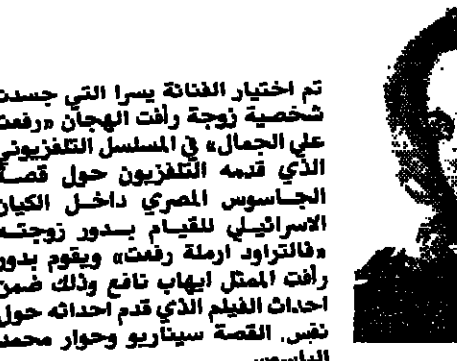 تم اختيار الفنانة يسرا التي جسدت
شخصية زوجة رأفت الهجان «رفعت
علي الجمال» في المسلسل التلفزيوني
الذي قدمه التلفزيون حول قصة
الجاسوس المصري داخل الكيان
الاسرائيلي للقيام بدور زوجته
«فالتراود ارملة رفعت» ويقوم بدور
رأفت الممثل ايهاب نافع وذلك ضمن
احداث الفيلم الذي قدم احداثه حول
نفس. القصة سيناريو وحوار محمد